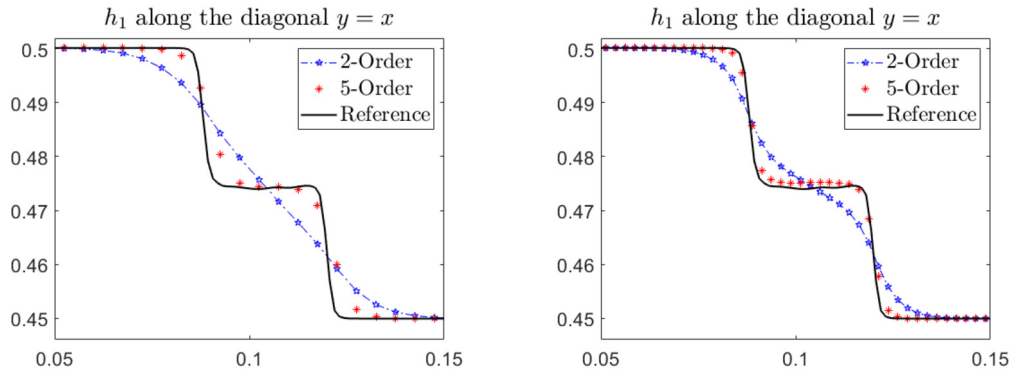 h₁ along the diagonal y = x
0.5
0.49
0.48
0.47
0.46
0.45
0.05
0.1
0.15
2-Order
5-Order
Reference
h₁ along the diagonal y = x
0.5
0.49
0.48
0.47
0.46
0.45
0.05
0.1
0.15
2-Order
5-Order
Reference